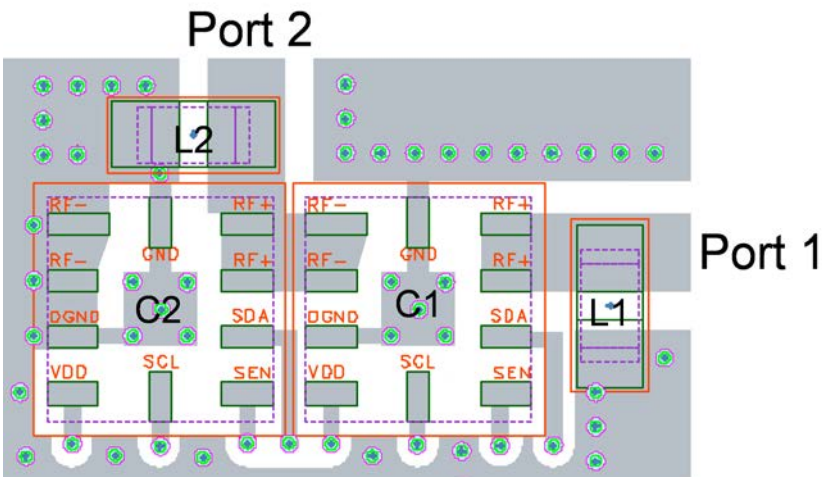 Port 2
L2
RF- RF+ RF- RF+
GND GND
Port 1
RF- RF+ RF- RF+
C2 C1 L1
DGND SDA DGND SDA
SCL SCL
VDD SEN VDD SEN